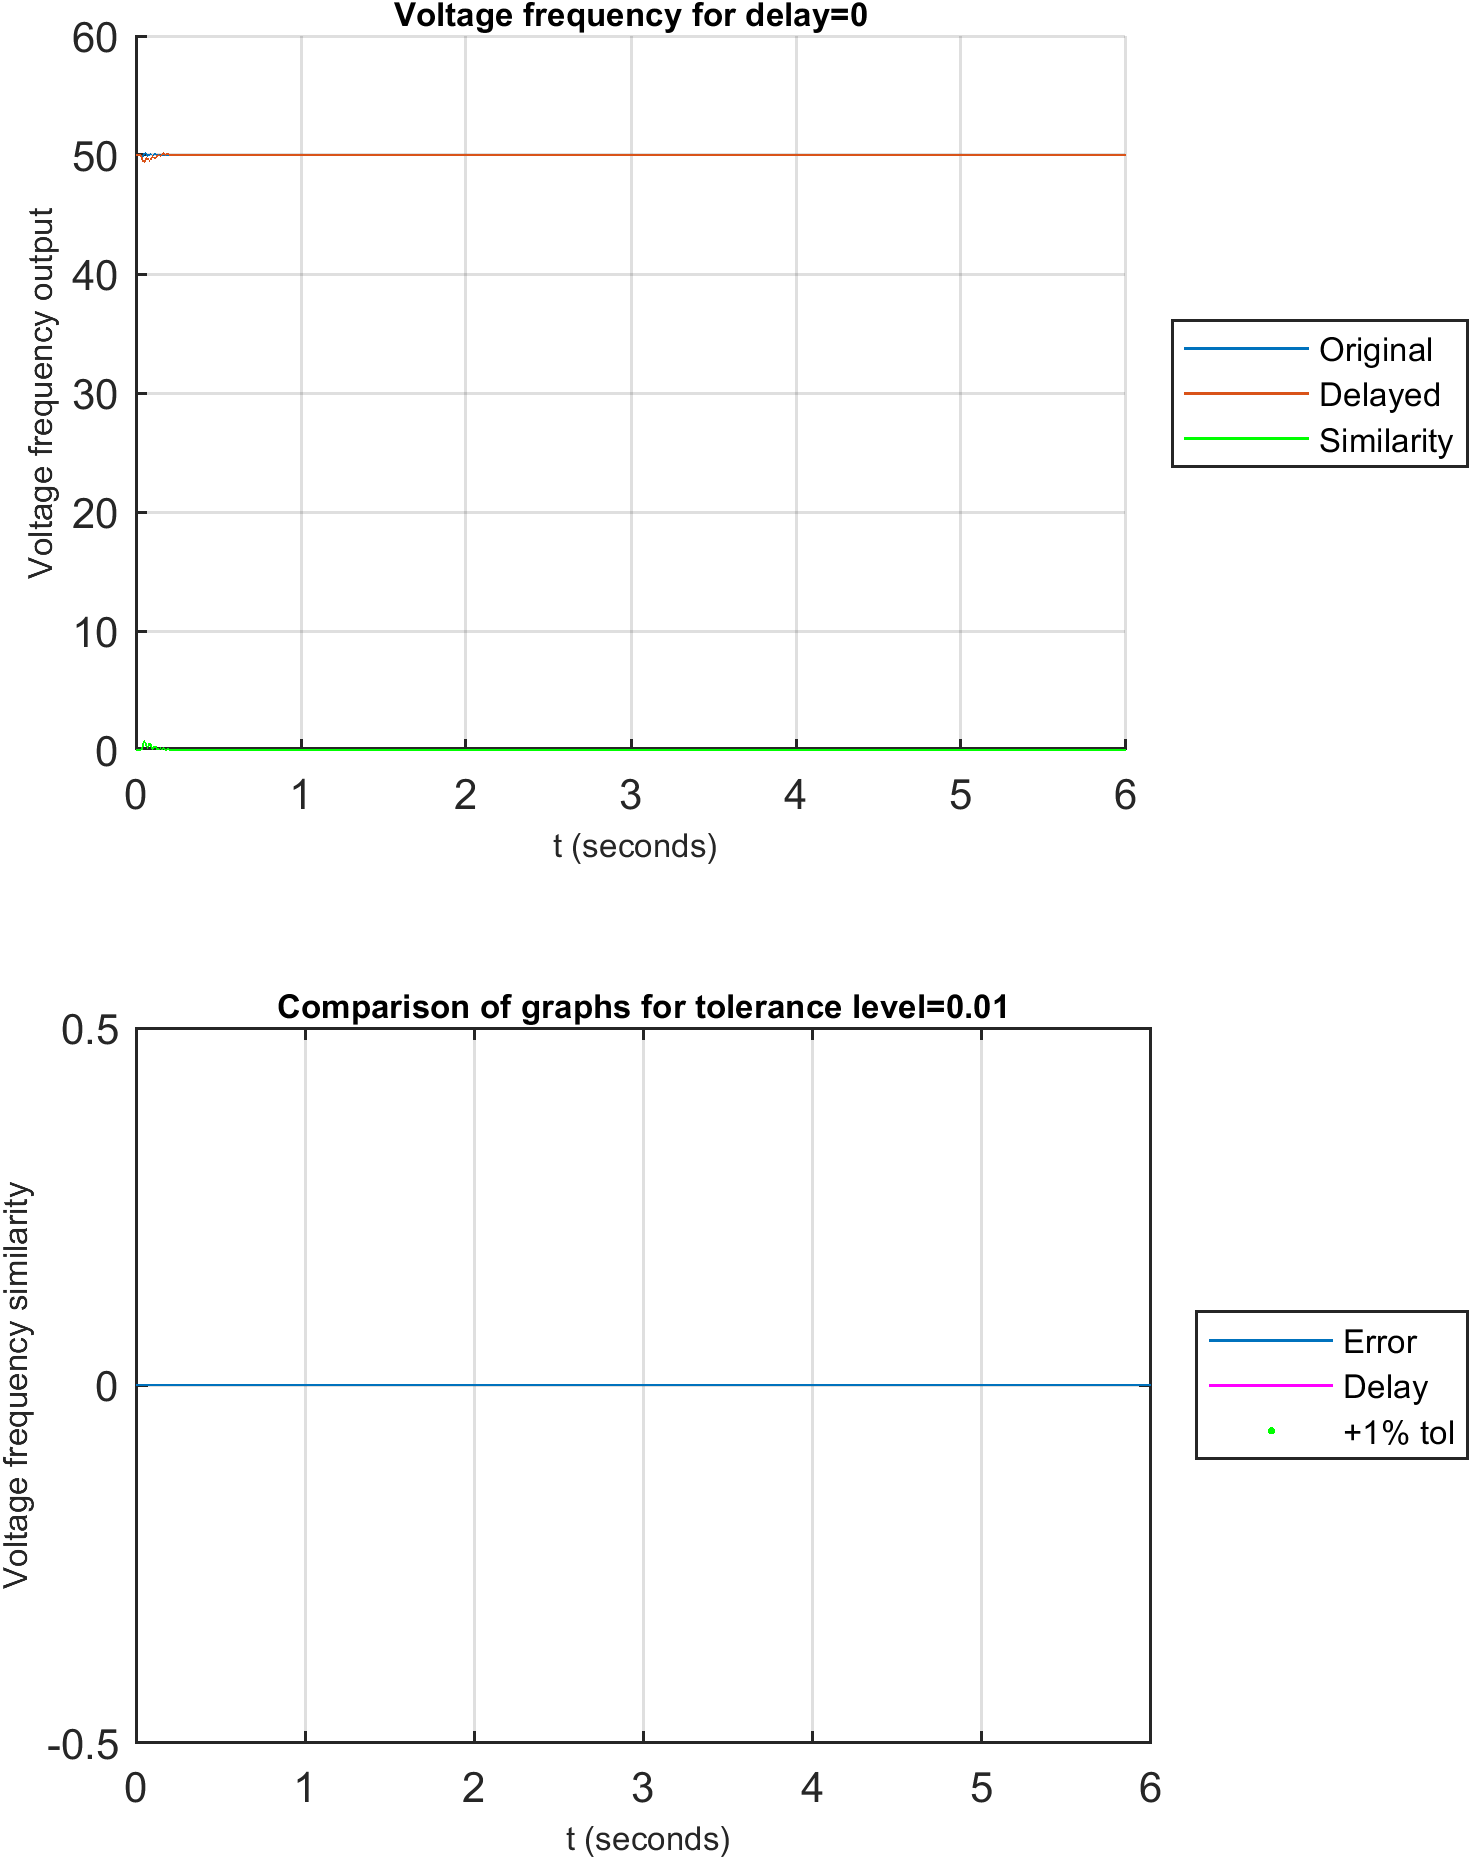 Voltage frequency for delay=0
60
50
40
30
20
10
0
Voltage frequency output
0 1 2 3 4 5 6
t (seconds)
Original
Delayed
Similarity
Comparison of graphs for tolerance level=0.01
0.5
0
-0.5
Voltage frequency similarity
0 1 2 3 4 5 6
t (seconds)
Error
Delay
+1% tol